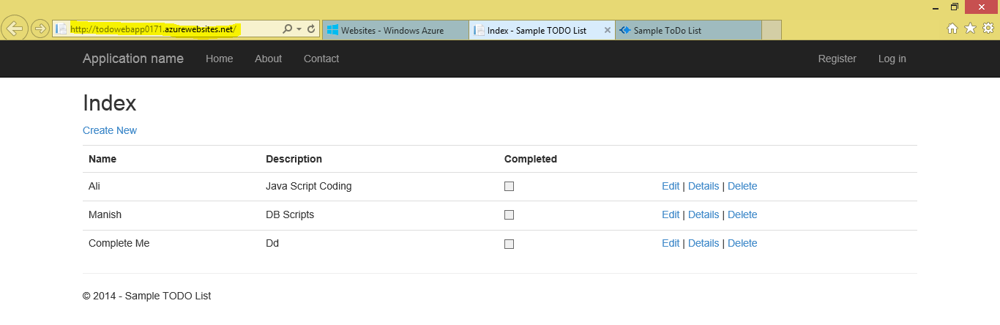 http://todowebapp0171.azurewebsites.net/ Websites - Windows Azure Index - Sample TODO List Sample ToDo List
Application name Home About Contact Register Log in
Index
Create New
Name Description Completed
Ali Java Script Coding Edit | Details | Delete
Manish DB Scripts Edit | Details | Delete
Complete Me Dd Edit | Details | Delete
© 2014 - Sample TODO List